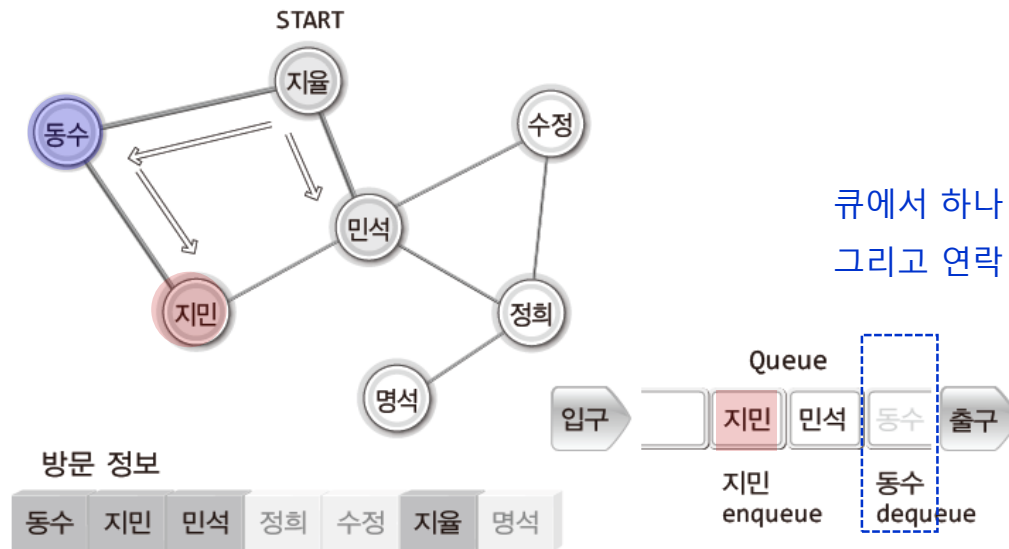 START
지율
동수
수정
민석
지민
정희
명석
큐에서 하나
그리고 연락
Queue
입구
지민
민석
동수
출구
지민
enqueue
동수
dequeue
방문 정보
동수 지민 민석 정희 수정 지율 명석